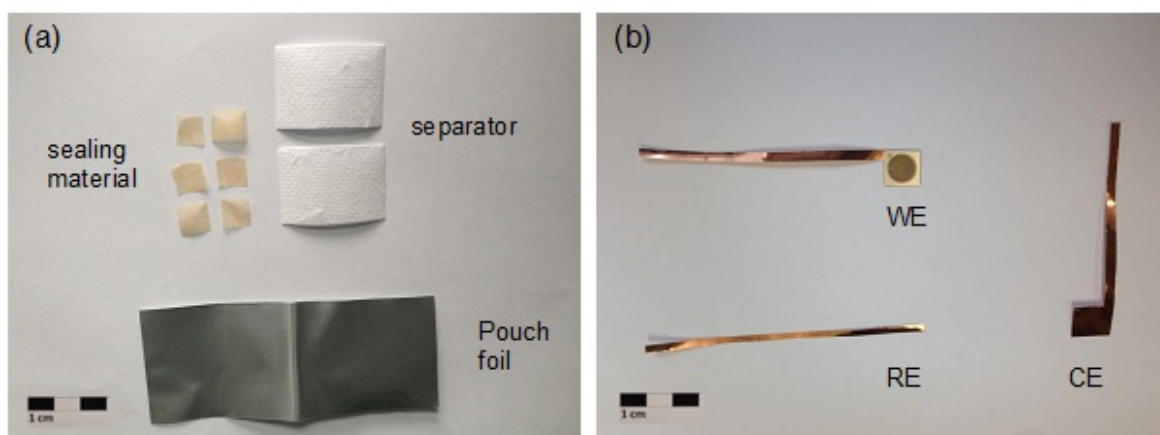 (a)
sealing
material
separator
Pouch
foil
1 cm
(b)
WE
RE
CE
1 cm